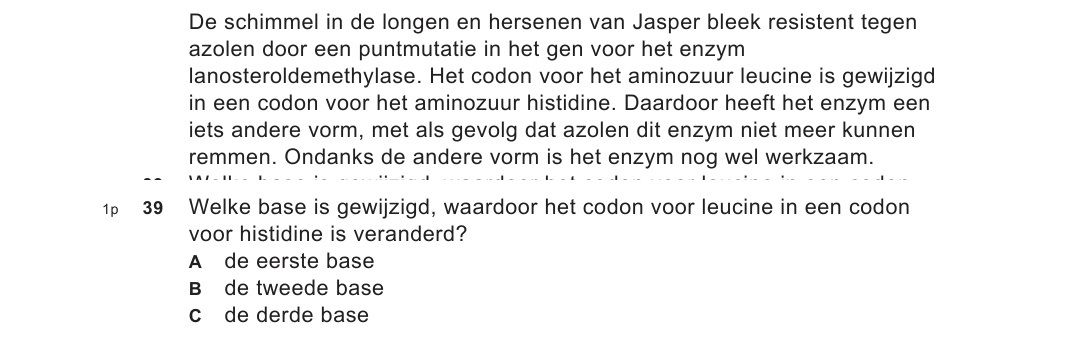 De schimmel in de longen en hersenen van Jasper bleek resistent tegen
azolen door een puntmutatie in het gen voor het enzym
lanosteroldemethylase. Het codon voor het aminozuur leucine is gewijzigd
in een codon voor het aminozuur histidine. Daardoor heeft het enzym een
iets andere vorm, met als gevolg dat azolen dit enzym niet meer kunnen
remmen. Ondanks de andere vorm is het enzym nog wel werkzaam.
1p 39 Welke base is gewijzigd, waardoor het codon voor leucine in een codon
voor histidine is veranderd?
A de eerste base
B de tweede base
C de derde base